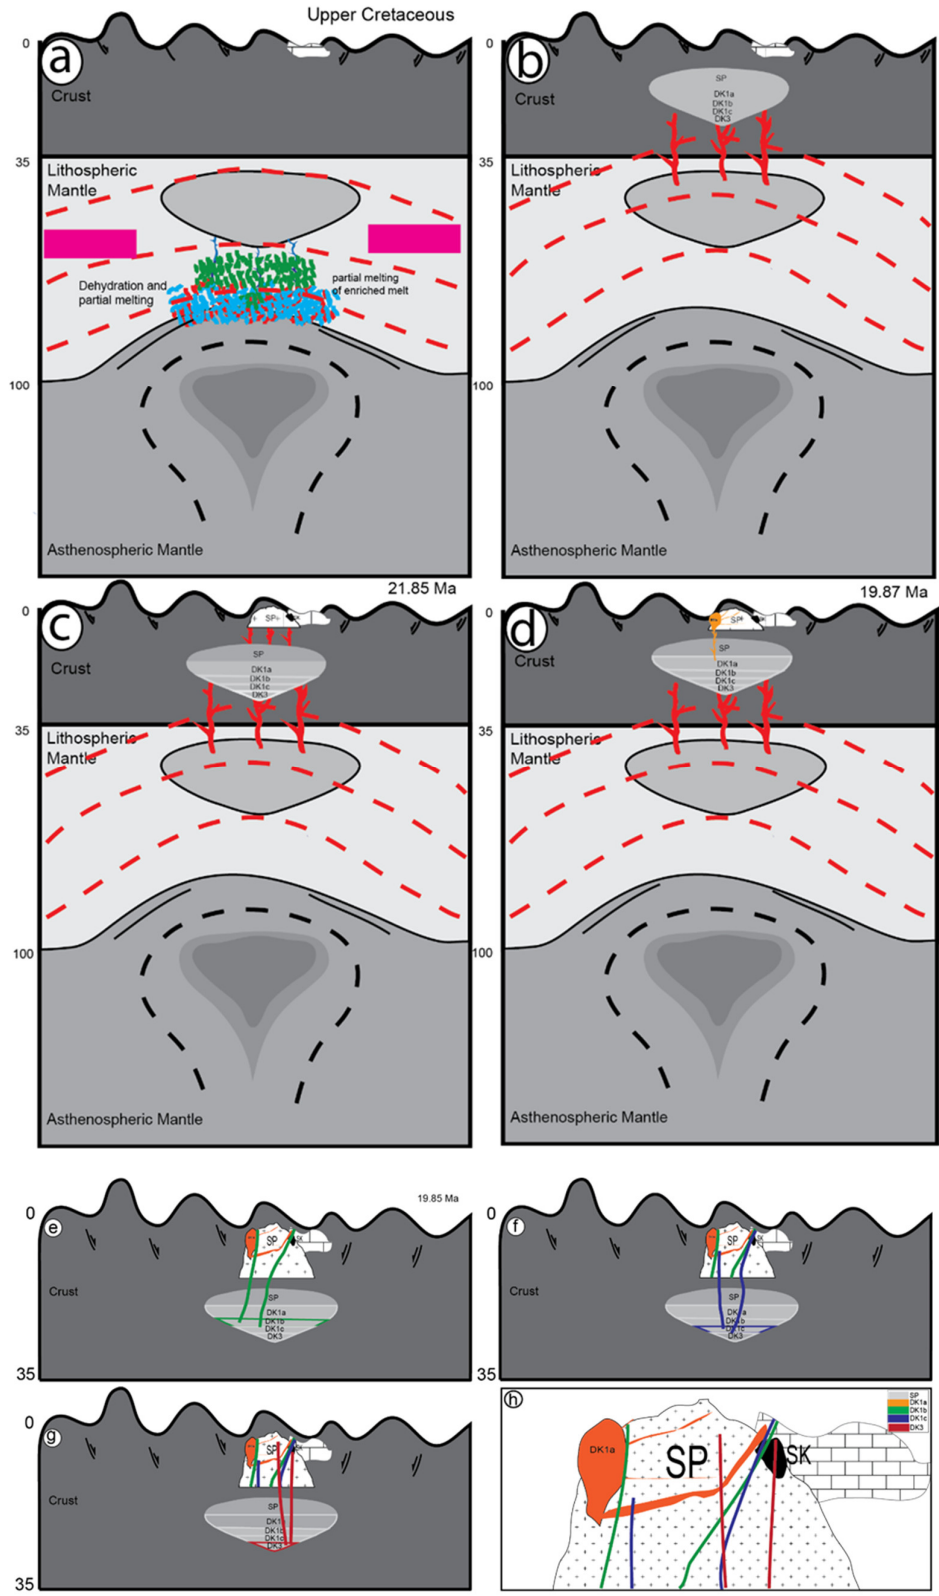 Upper Cretaceous
a
0
Crust
35
Lithospheric
Mantle
Dehydration and
partial melting
partial melting
of enriched melt
100
Asthenospheric Mantle
b
0
Crust
SP
DK1a
DK1b
DK1c
DK3
35
Lithospheric
Mantle
100
Asthenospheric Mantle
21.85 Ma
c
0
SP
Crust
SP
DK1a
DK1b
DK1c
DK3
35
Lithospheric
Mantle
100
Asthenospheric Mantle
19.87 Ma
d
0
SP
Crust
SP
DK1a
DK1b
DK1c
DK3
35
Lithospheric
Mantle
100
Asthenospheric Mantle
19.85 Ma
e
0
SP
SK
Crust
SP
DK1a
DK1b
DK1c
DK3
35
f
0
SP
SK
Crust
SP
DK1a
DK1b
DK1c
DK3
35
g
0
SP
Crust
SP
DK1a
DK1b
DK1c
DK3
35
h
SP
DK1a
DK1b
DK1c
DK3
DK1a
SP
SK